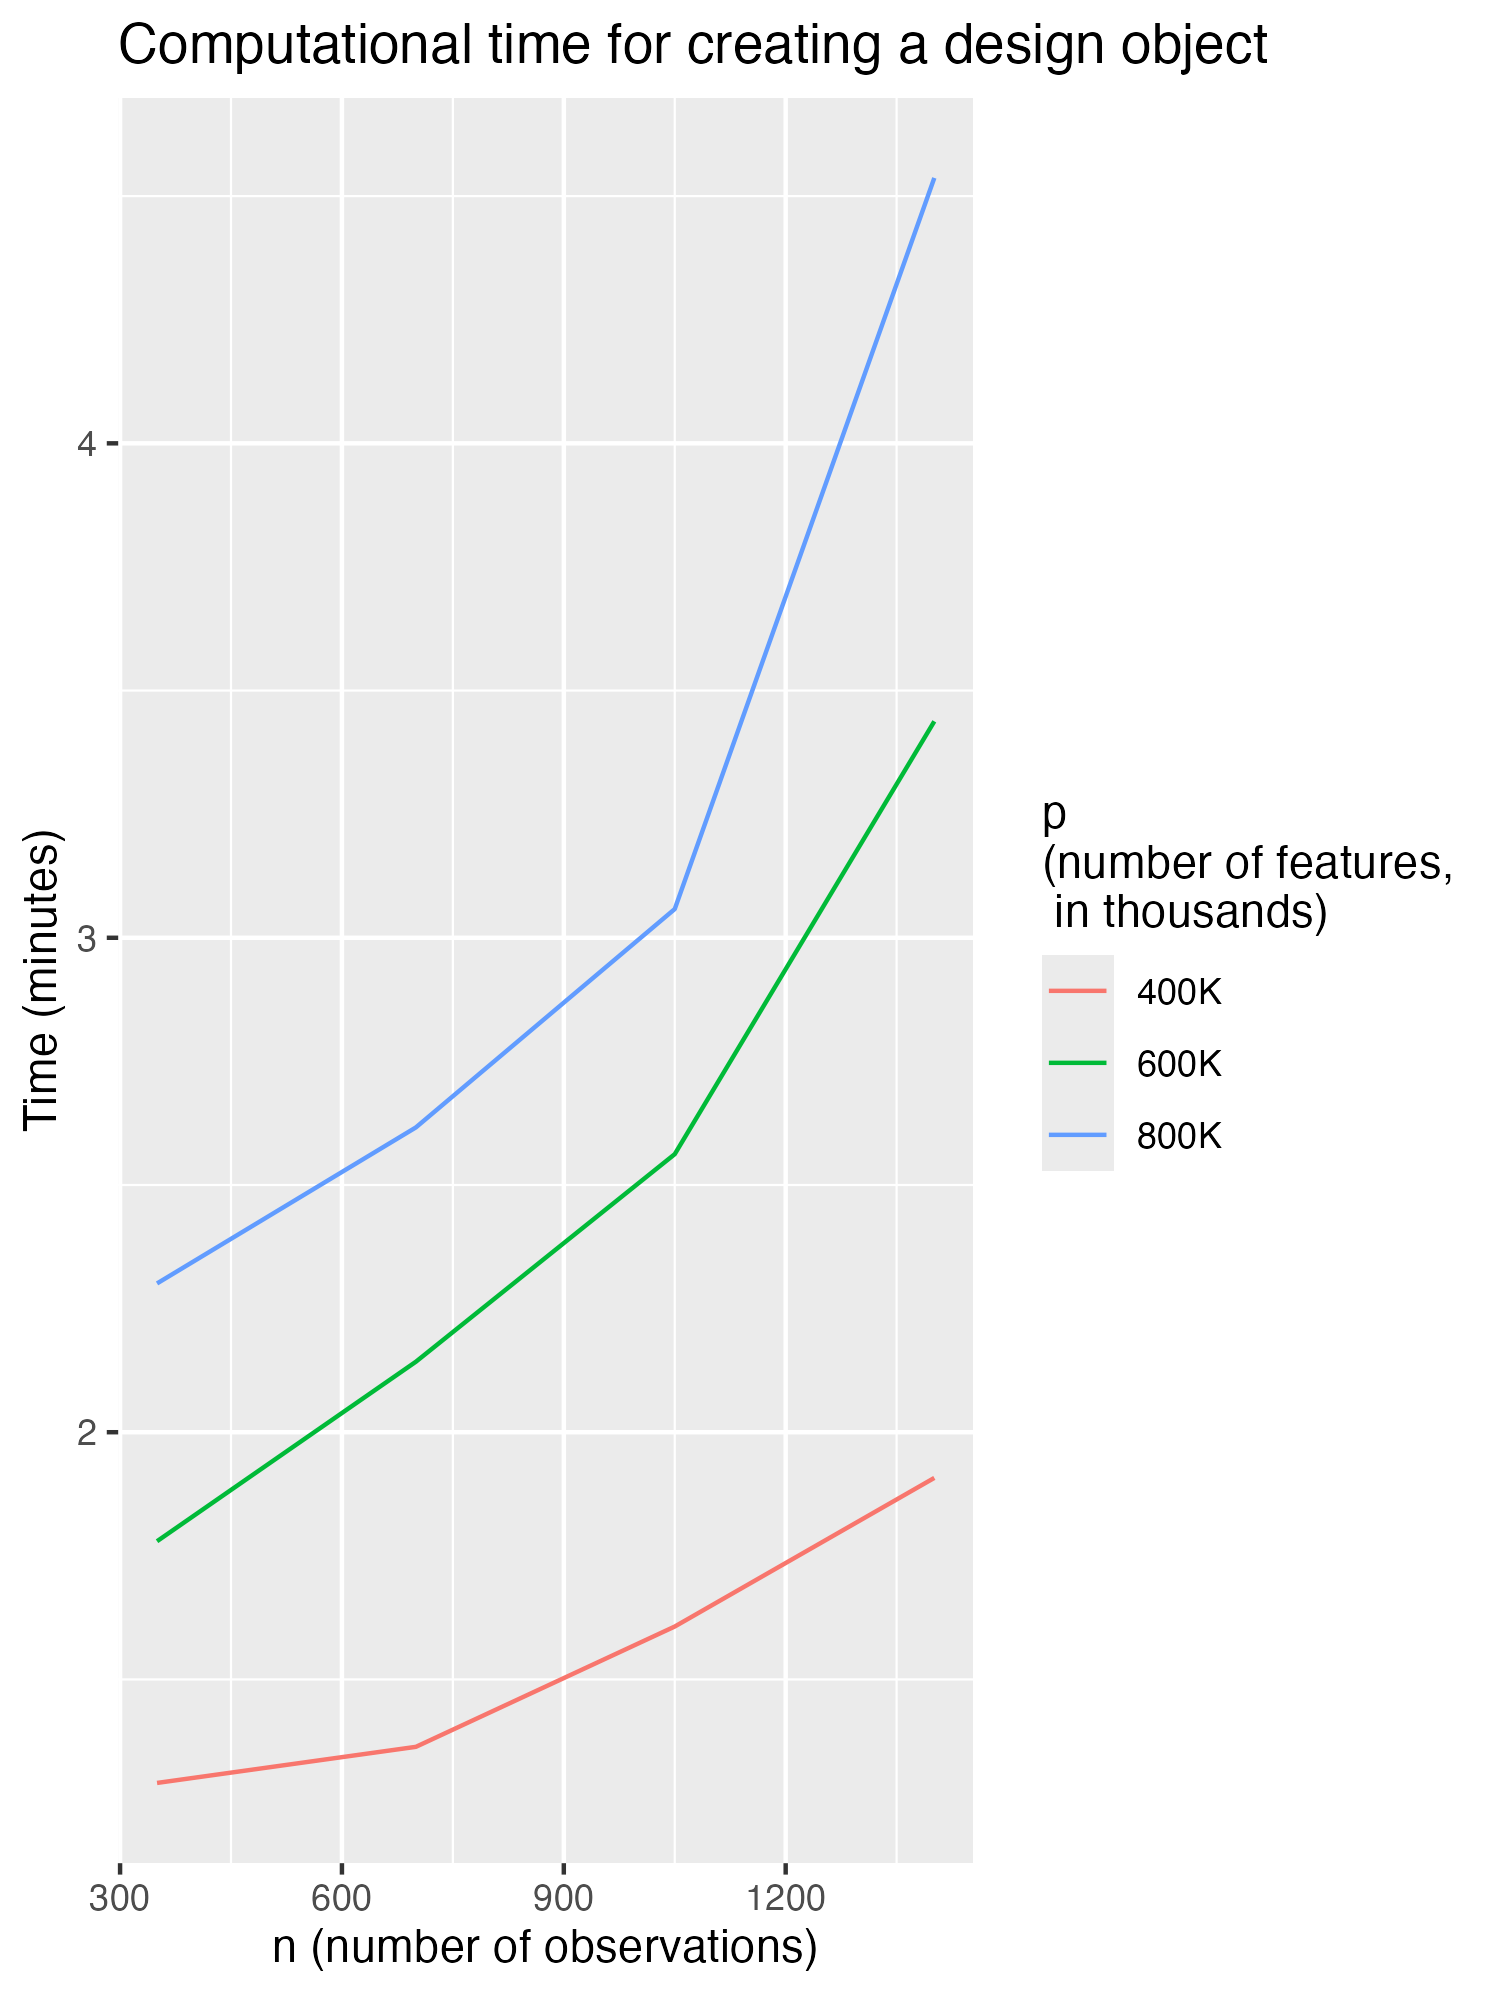 Computational time for creating a design object
Time (minutes)
4
3
2
300 600 900 1200
n (number of observations)
p
(number of features,
in thousands)
400K
600K
800K